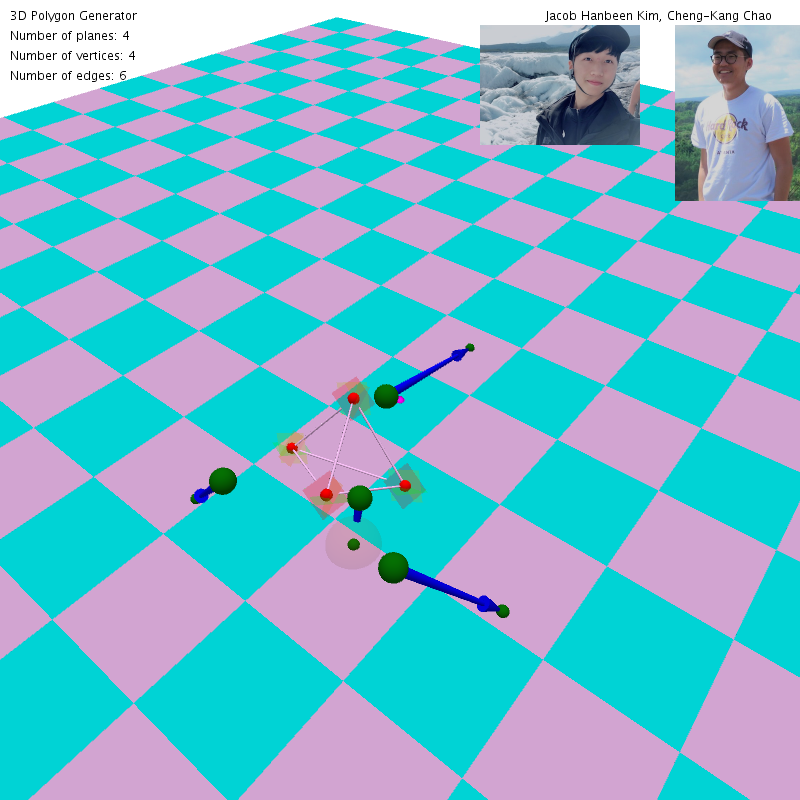 3D Polygon Generator
Jacob Hanbeen Kim, Cheng-Kang Chao
Number of planes: 4
Number of vertices: 4
Number of edges: 6